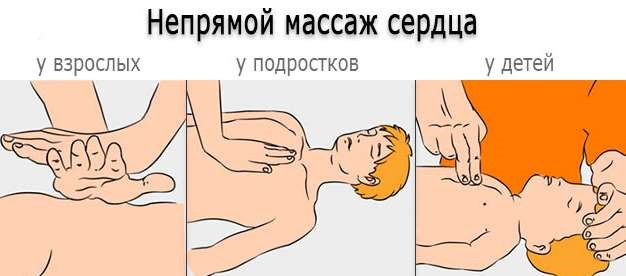 Непрямой массаж сердца
у взрослых
у подростков
у детей